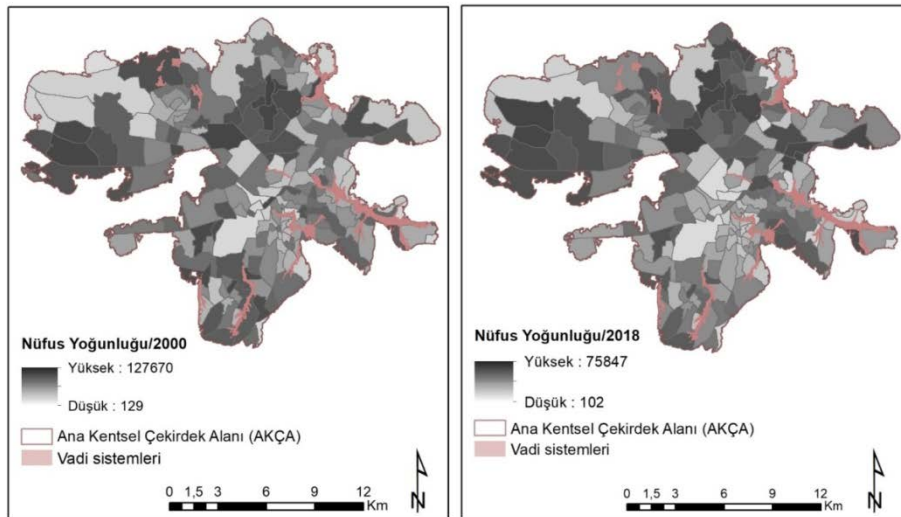 Nüfus Yoğunluğu/2000
Yüksek : 127670
Düşük : 129
Ana Kentsel Çekirdek Alanı (AKÇA)
Vadi sistemleri
0 1,5 3 6 9 12
Km
N
Nüfus Yoğunluğu/2018
Yüksek : 75847
Düşük : 102
Ana Kentsel Çekirdek Alanı (AKÇA)
Vadi sistemleri
0 1,5 3 6 9 12
Km
N